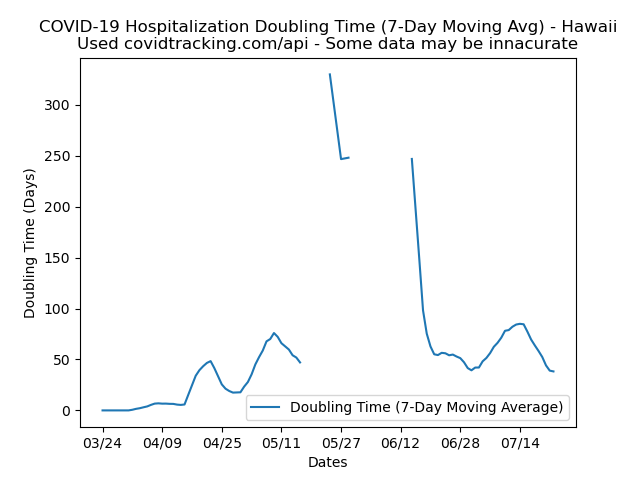 COVID-19 Hospitalization Doubling Time (7-Day Moving Avg) - Hawaii
Used covidtracking.com/api - Some data may be innacurate
Doubling Time (Days)
300
250
200
150
100
50
0
Doubling Time (7-Day Moving Average)
03/24 04/09 04/25 05/11 05/27 06/12 06/28 07/14
Dates